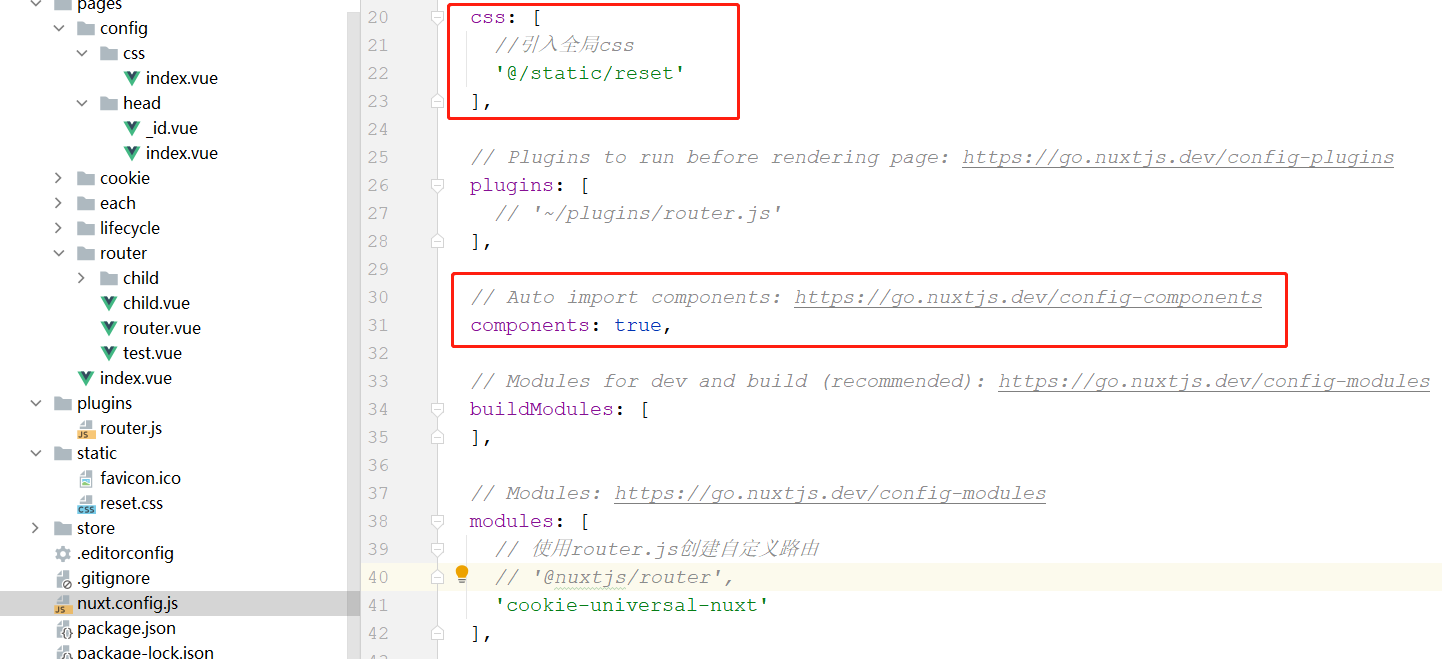 pages
config
css
index.vue
head
_id.vue
index.vue
cookie
each
lifecycle
router
child
child.vue
router.vue
test.vue
index.vue
plugins
router.js
static
favicon.ico
reset.css
store
.editorconfig
.gitignore
nuxt.config.js
package.json
package-lock.json
20 css: [
21 //引入全局css
22 '@/static/reset'
23 ],
24
25 // Plugins to run before rendering page: https://go.nuxtjs.dev/config-plugins
26 plugins: [
27 // '~/plugins/router.js'
28 ],
29
30 // Auto import components: https://go.nuxtjs.dev/config-components
31 components: true,
32
33 // Modules for dev and build (recommended): https://go.nuxtjs.dev/config-modules
34 buildModules: [
35 ],
36
37 // Modules: https://go.nuxtjs.dev/config-modules
38 modules: [
39 // 使用router.js创建自定义路由
40 // '@nuxtjs/router',
41 'cookie-universal-nuxt'
42 ],